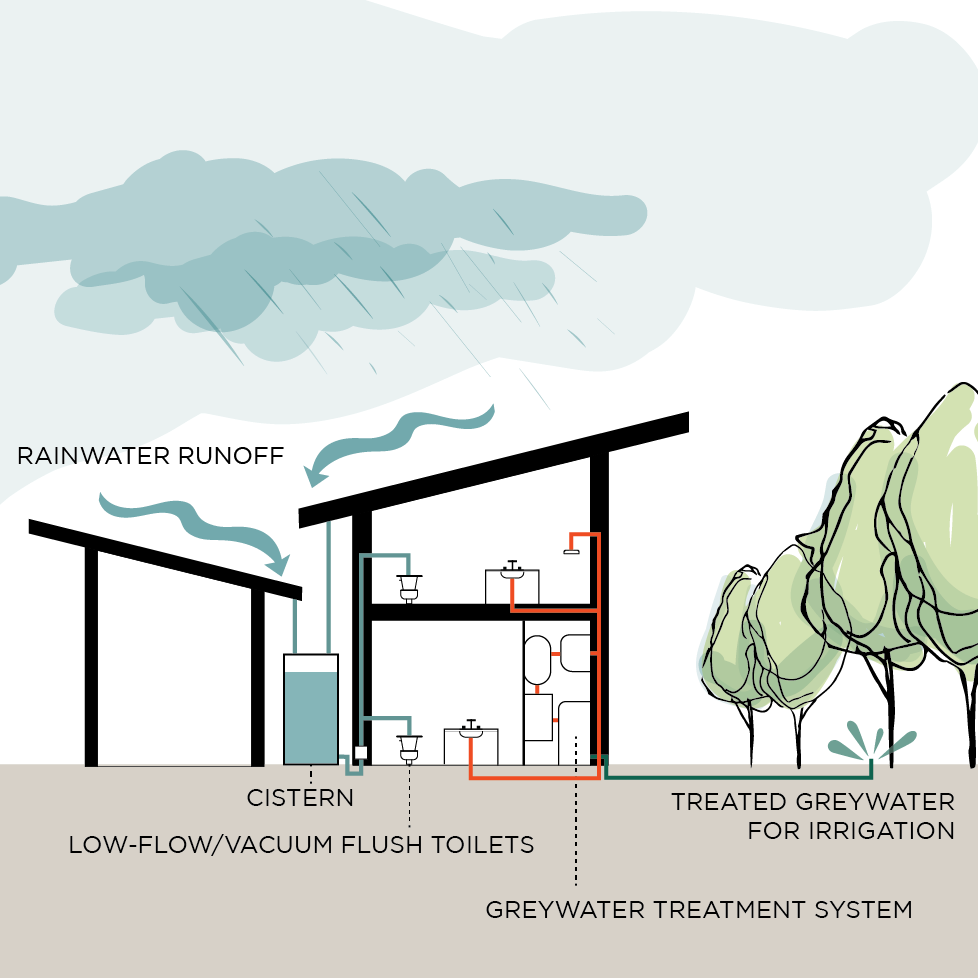 RAINWATER RUNOFF
CISTERN
TREATED GREYWATER
FOR IRRIGATION
LOW-FLOW/VACUUM FLUSH TOILETS
GREYWATER TREATMENT SYSTEM